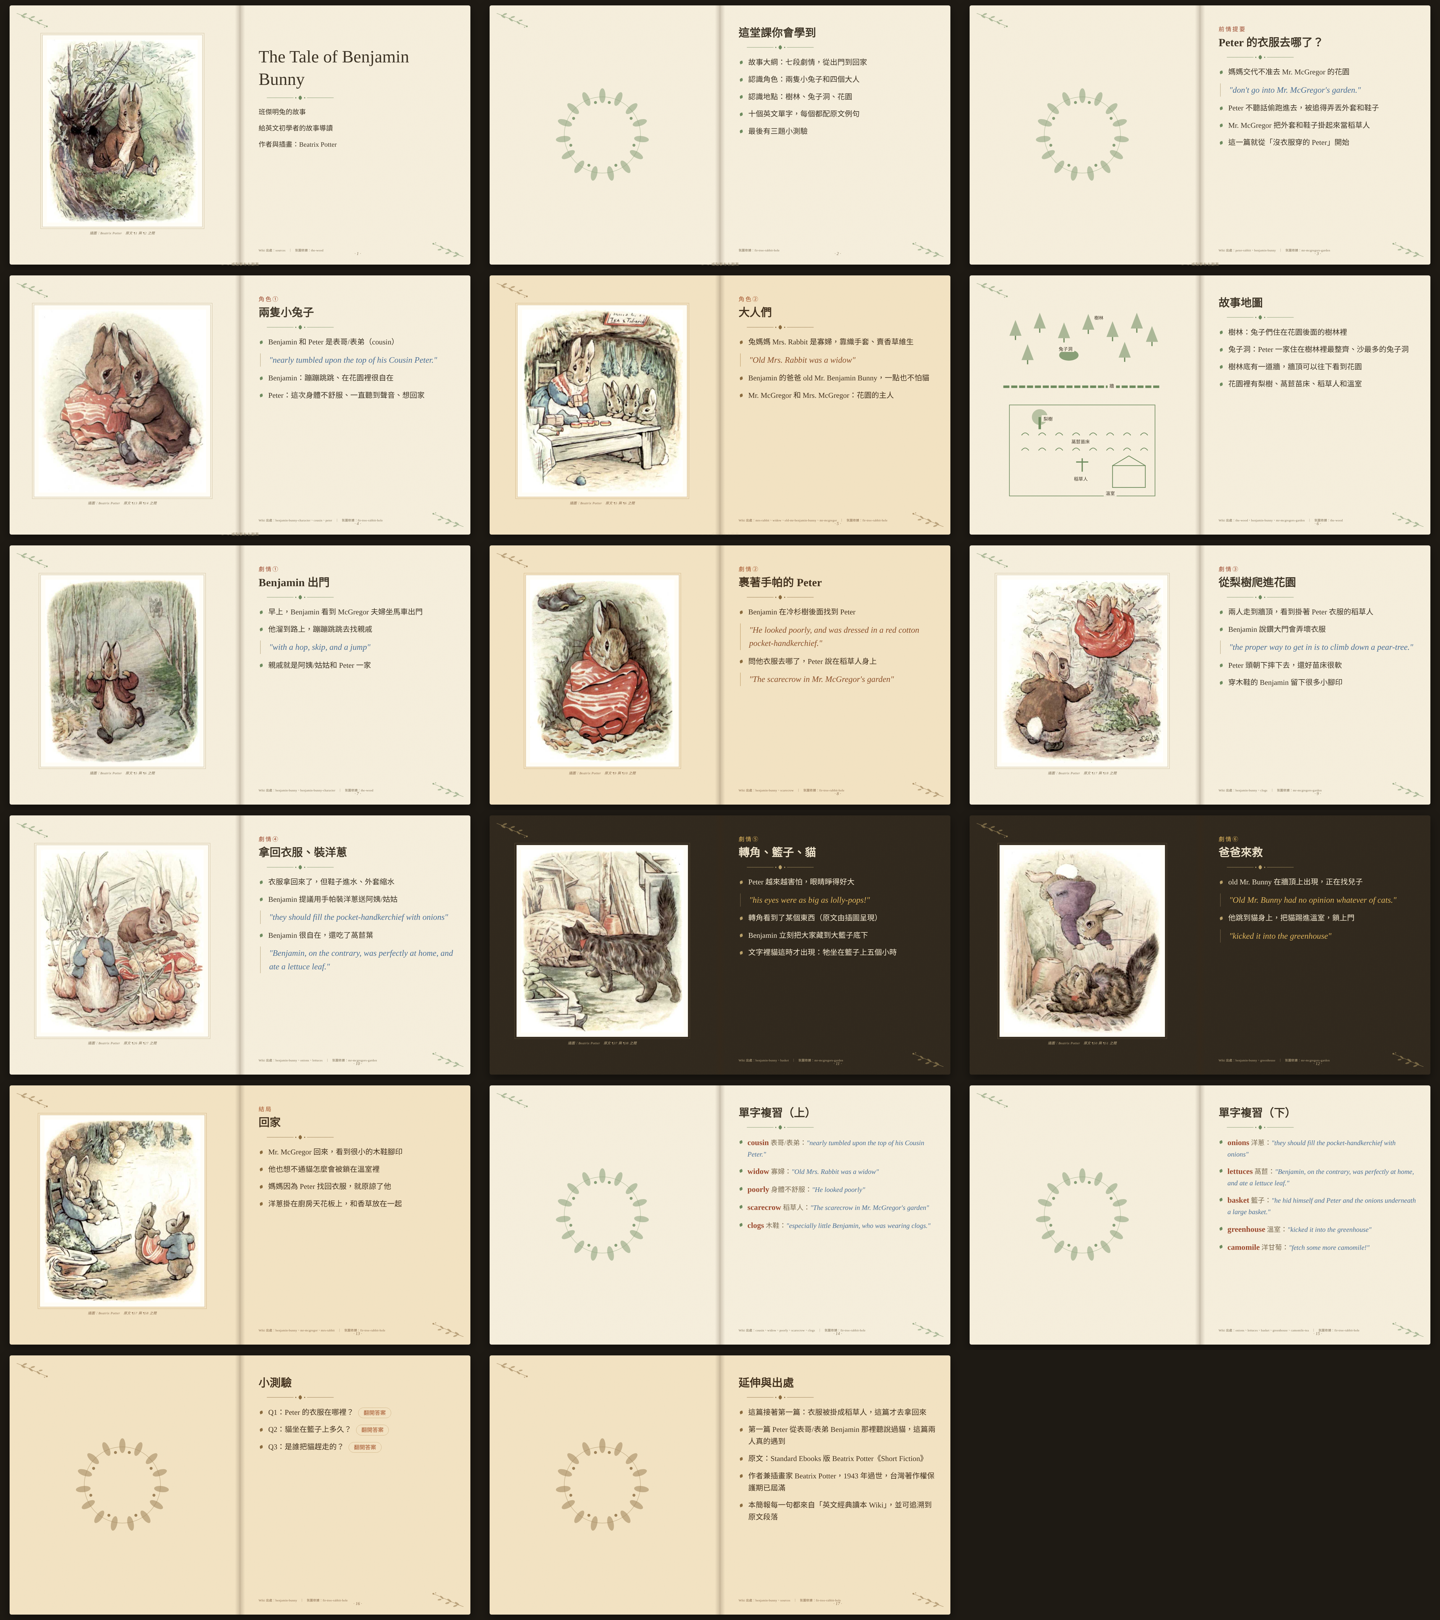 The Tale of Benjamin
Bunny
班傑明兔的故事
給英文初學者的故事導讀
作者與插畫：Beatrix Potter
這堂課你會學到
故事大綱：七段劇情，從出門到回家
認識角色：兩隻小兔子和四個大人
認識地點：樹林、兔子洞、花園
十個英文單字，每個都配原文例句
最後有三題小測驗
前情提要
Peter 的衣服去哪了？
媽媽交代不准去 Mr. McGregor 的花園
"don't go into Mr. McGregor's garden."
Peter 不聽話偷跑進去，被追得弄丟外套和鞋子
Mr. McGregor 把外套和鞋子掛起來當稻草人
這一篇就從「沒衣服穿的 Peter」開始
角色①
兩隻小兔子
Benjamin 和 Peter 是表哥/表弟（cousin）
"nearly tumbled upon the top of his Cousin Peter."
Benjamin：蹦蹦跳跳、在花園裡很自在
Peter：這次身體不舒服、一直聽到聲音、想回家
角色②
大人們
兔媽媽 Mrs. Rabbit 是寡婦，靠織手套、賣香草維生
"Old Mrs. Rabbit was a widow"
Benjamin 的爸爸 old Mr. Benjamin Bunny，一點也不怕貓
Mr. McGregor 和 Mrs. McGregor：花園的主人
樹林
兔子洞
牆
梨樹
萵苣苗床
稻草人
溫室
故事地圖
樹林：兔子們住在花園後面的樹林裡
兔子洞：Peter 一家住在樹林裡最整齊、沙最多的兔子洞
樹林底有一道牆，牆頂可以往下看到花園
花園裡有梨樹、萵苣苗床、稻草人和溫室
劇情①
Benjamin 出門
早上，Benjamin 看到 McGregor 夫婦坐馬車出門
他溜到路上，蹦蹦跳跳去找親戚
"with a hop, skip, and a jump"
親戚就是阿姨/姑姑和 Peter 一家
劇情②
裹著手帕的 Peter
Benjamin 在冷杉樹後面找到 Peter
"He looked poorly, and was dressed in a red cotton
pocket-handkerchief."
問他衣服去哪了，Peter 說在稻草人身上
"The scarecrow in Mr. McGregor's garden"
劇情③
從梨樹爬進花園
兩人走到牆頂，看到掛著 Peter 衣服的稻草人
Benjamin 說鑽大門會弄壞衣服
"the proper way to get in is to climb down a pear-tree."
Peter 頭朝下摔下去，還好苗床很軟
穿木鞋的 Benjamin 留下很多小腳印
劇情④
拿回衣服、裝洋蔥
衣服拿回來了，但鞋子進水、外套縮水
Benjamin 提議用手帕裝洋蔥送阿姨/姑姑
"they should fill the pocket-handkerchief with onions"
Benjamin 很自在，還吃了萵苣葉
"Benjamin, on the contrary, was perfectly at home, and
ate a lettuce leaf."
劇情⑤
轉角、籃子、貓
Peter 越來越害怕，眼睛睜得好大
"his eyes were as big as lolly-pops!"
轉角看到了某個東西（原文由插圖呈現）
Benjamin 立刻把大家藏到大籃子底下
文字裡貓這時才出現：牠坐在籃子上五個小時
劇情⑥
爸爸來救
old Mr. Bunny 在牆頂上出現，正在找兒子
"Old Mr. Bunny had no opinion whatever of cats."
他跳到貓身上，把貓踢進溫室，鎖上門
"kicked it into the greenhouse"
結局
回家
Mr. McGregor 回來，看到很小的木鞋腳印
他也想不通貓怎麼會被鎖在溫室裡
媽媽因為 Peter 找回衣服，就原諒了他
洋蔥掛在廚房天花板上，和香草放在一起
單字複習（上）
cousin 表哥/表弟："nearly tumbled upon the top of his Cousin
Peter."
widow 寡婦："Old Mrs. Rabbit was a widow"
poorly 身體不舒服："He looked poorly"
scarecrow 稻草人："The scarecrow in Mr. McGregor's garden"
clogs 木鞋："especially little Benjamin, who was wearing clogs."
單字複習（下）
onions 洋蔥："they should fill the pocket-handkerchief with
onions"
lettuces 萵苣："Benjamin, on the contrary, was perfectly at home,
and ate a lettuce leaf."
basket 籃子："he hid himself and Peter and the onions underneath
a large basket."
greenhouse 溫室："kicked it into the greenhouse"
camomile 洋甘菊："fetch some more camomile!"
小測驗
Q1：Peter 的衣服在哪裡？ 翻開答案
Q2：貓坐在籃子上多久？ 翻開答案
Q3：是誰把貓趕走的？ 翻開答案
延伸與出處
這篇接著第一篇：衣服被掛成稻草人，這篇才去拿回來
第一篇 Peter 從表哥/表弟 Benjamin 那裡聽說過貓，這篇兩
人真的遇到
原文：Standard Ebooks 版 Beatrix Potter《Short Fiction》
作者兼插畫家 Beatrix Potter，1943 年過世，台灣著作權保
護期已屆滿
本簡報每一句都來自「英文經典讀本 Wiki」，並可追溯到
原文段落